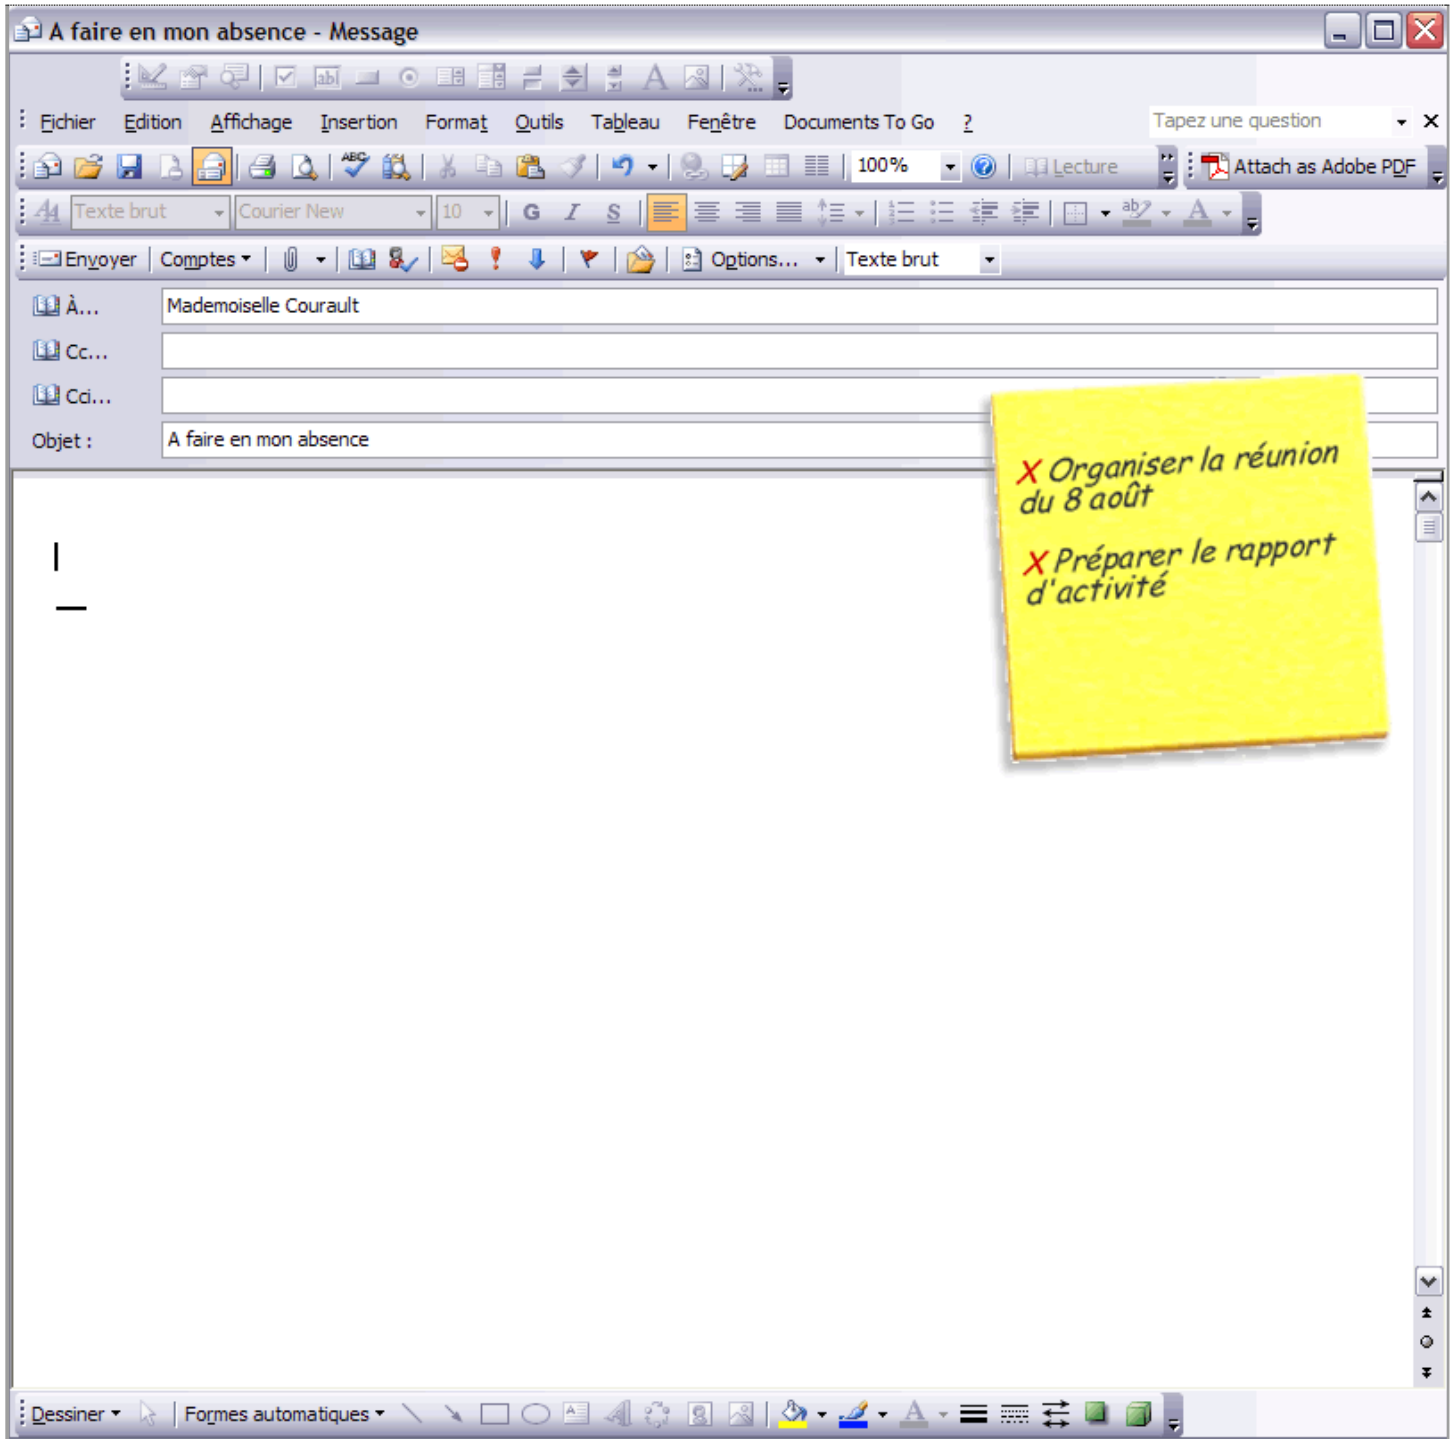 A faire en mon absence - Message
Fichier Edition Affichage Insertion Format Outils Tableau Fenêtre Documents To Go ? Tapez une question
ABC 100% Lecture Attach as Adobe PDF
Texte brut Courier New 10 G I S ab A
Envoyer Comptes Options... Texte brut
À... Mademoiselle Courault
Cc...
Cci...
Objet : A faire en mon absence
X Organiser la réunion
du 8 août
X Préparer le rapport
d'activité
Dessiner Formes automatiques